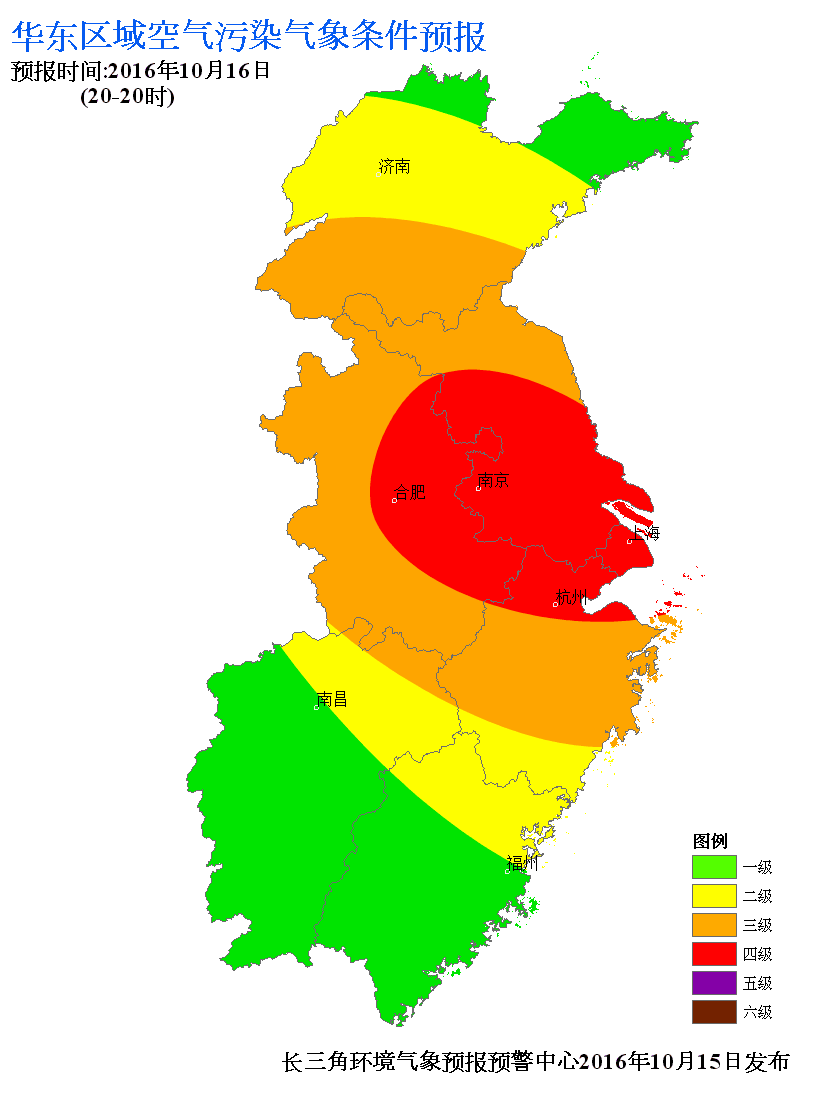 华东区域空气污染气象条件预报
预报时间:2016年10月16日
(20-20时)
济南
南京
合肥
上海
杭州
南昌
福州
图例
一级
二级
三级
四级
五级
六级
长三角环境气象预报预警中心2016年10月15日发布